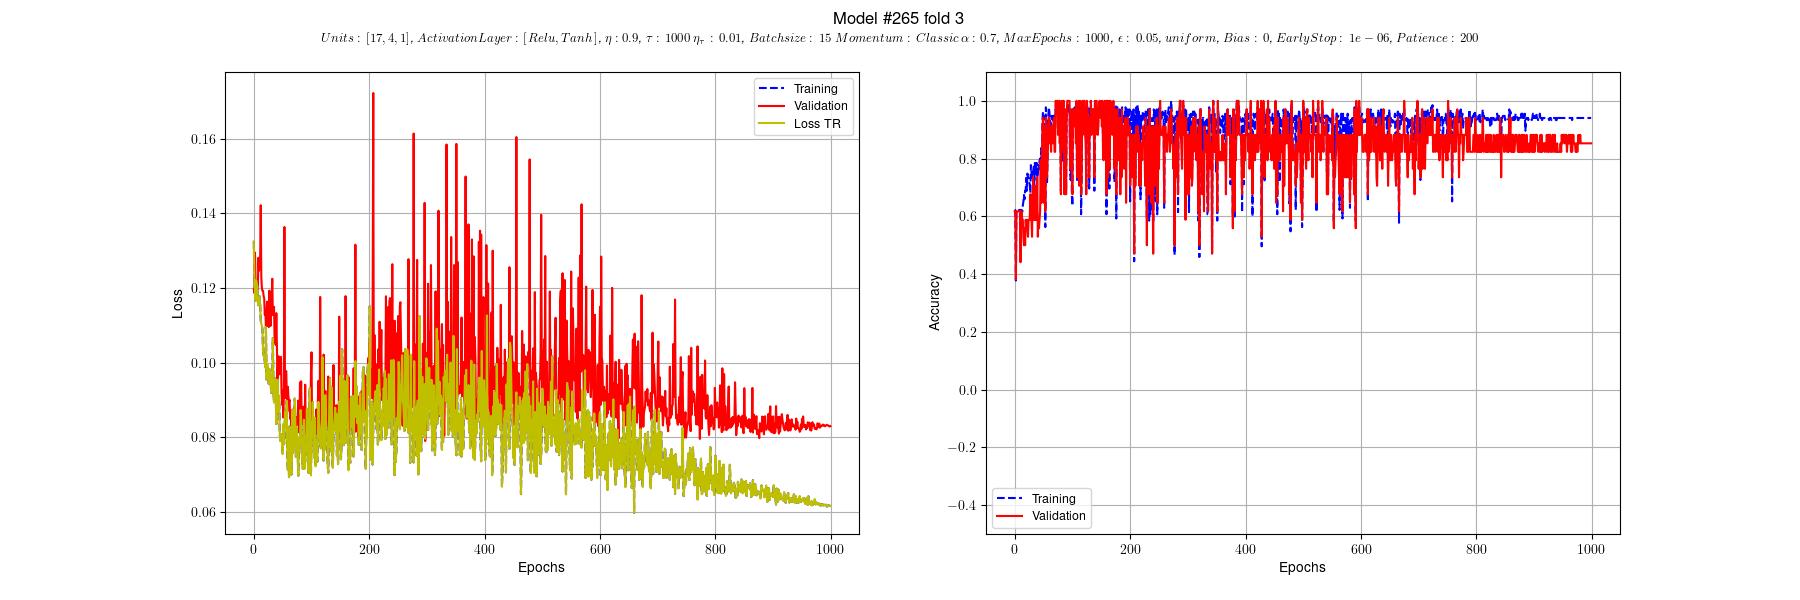 Model #265 fold 3
Units : [17, 4, 1], ActivationLayer : [Relu, Tanh], η : 0.9, τ : 1000 η_τ : 0.01, Batchsize : 15 Momentum : Classic α : 0.7, MaxEpochs : 1000, ϵ : 0.05, uniform, Bias : 0, EarlyStop : 1e − 06, Patience : 200
Training
Validation
Loss TR
0.16
0.14
0.12
0.10
0.08
0.06
Loss
0 200 400 600 800 1000
Epochs
1.0
0.8
0.6
0.4
0.2
0.0
−0.2
−0.4
Accuracy
Training
Validation
0 200 400 600 800 1000
Epochs